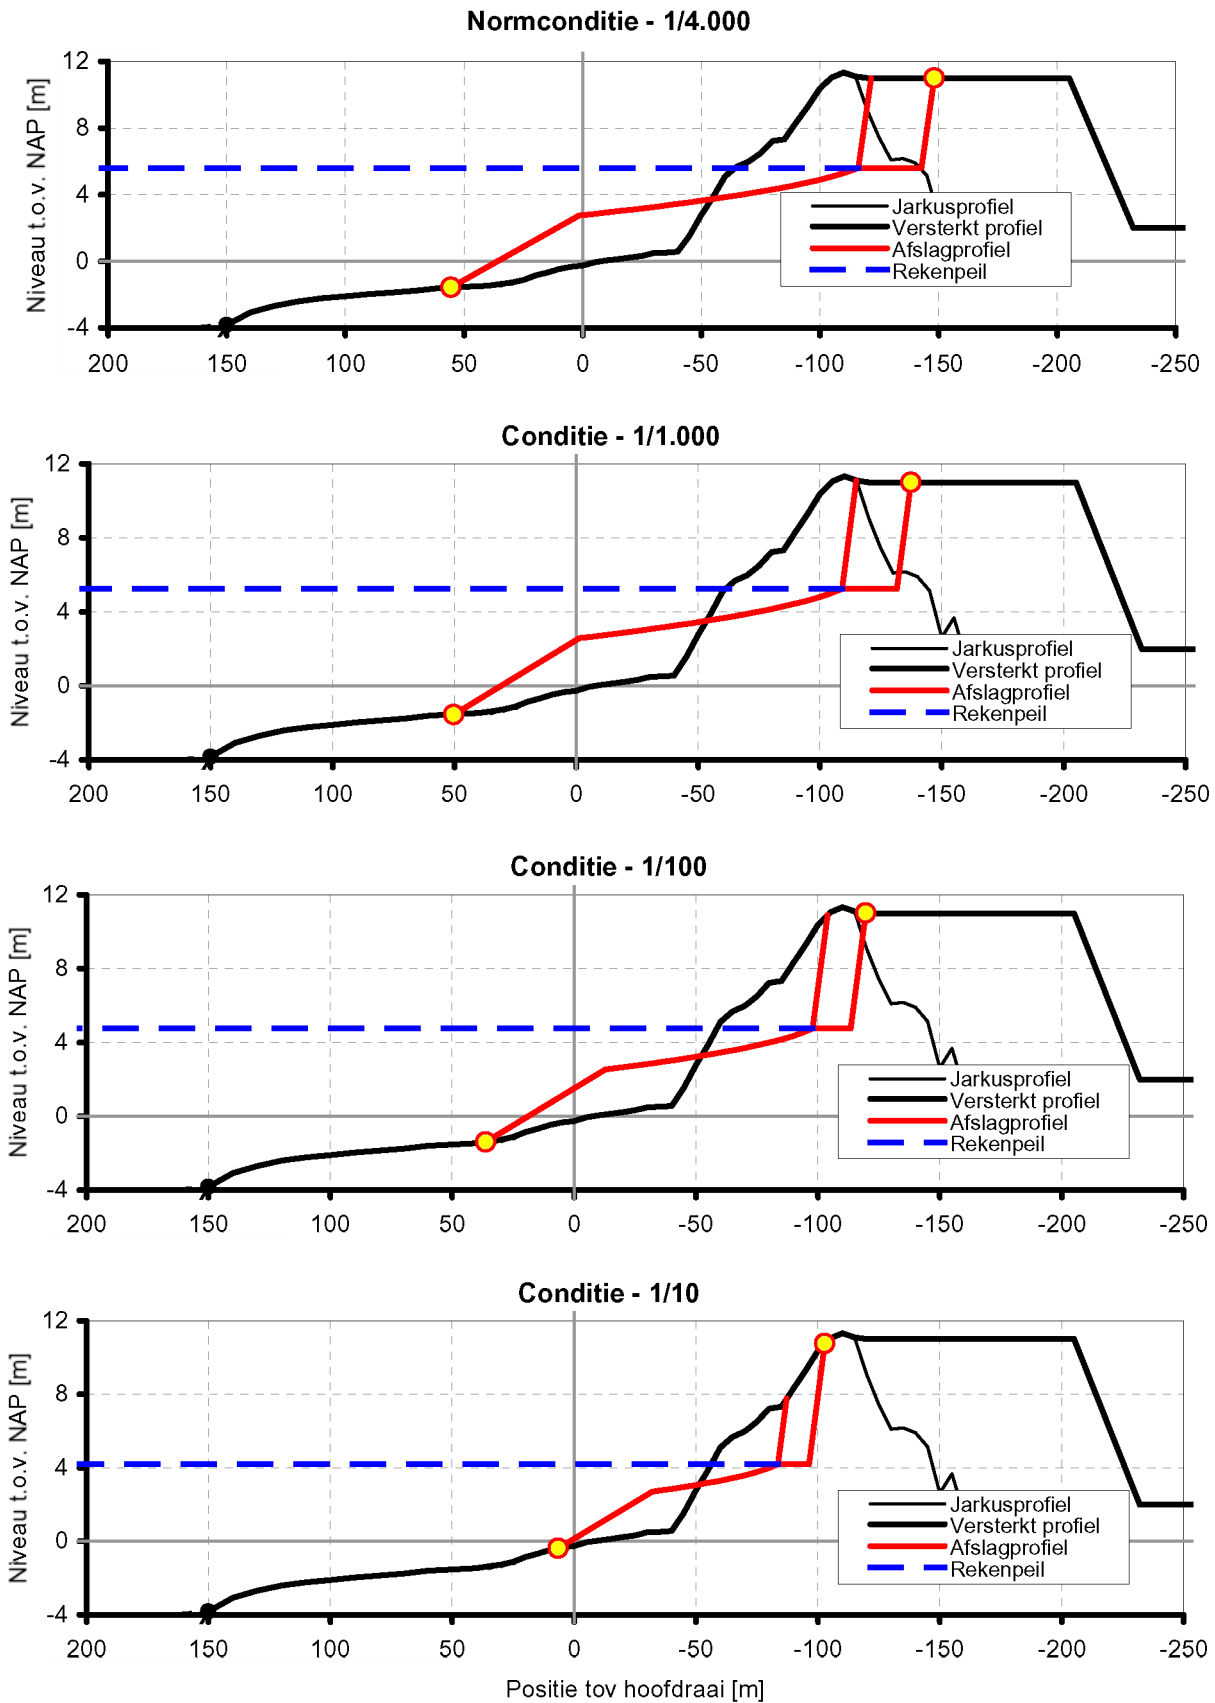 Normconditie - 1/4.000
Niveau t.o.v. NAP [m]
12
8
4
0
-4
200 150 100 50 0 -50 -100 -150 -200 -250
Jarkusprofiel
Versterkt profiel
Afslagprofiel
Rekenpeil
Conditie - 1/1.000
Niveau t.o.v. NAP [m]
12
8
4
0
-4
200 150 100 50 0 -50 -100 -150 -200 -250
Jarkusprofiel
Versterkt profiel
Afslagprofiel
Rekenpeil
Conditie - 1/100
Niveau t.o.v. NAP [m]
12
8
4
0
-4
200 150 100 50 0 -50 -100 -150 -200 -250
Jarkusprofiel
Versterkt profiel
Afslagprofiel
Rekenpeil
Conditie - 1/10
Niveau t.o.v. NAP [m]
12
8
4
0
-4
200 150 100 50 0 -50 -100 -150 -200 -250
Jarkusprofiel
Versterkt profiel
Afslagprofiel
Rekenpeil
Positie tov hoofdraai [m]